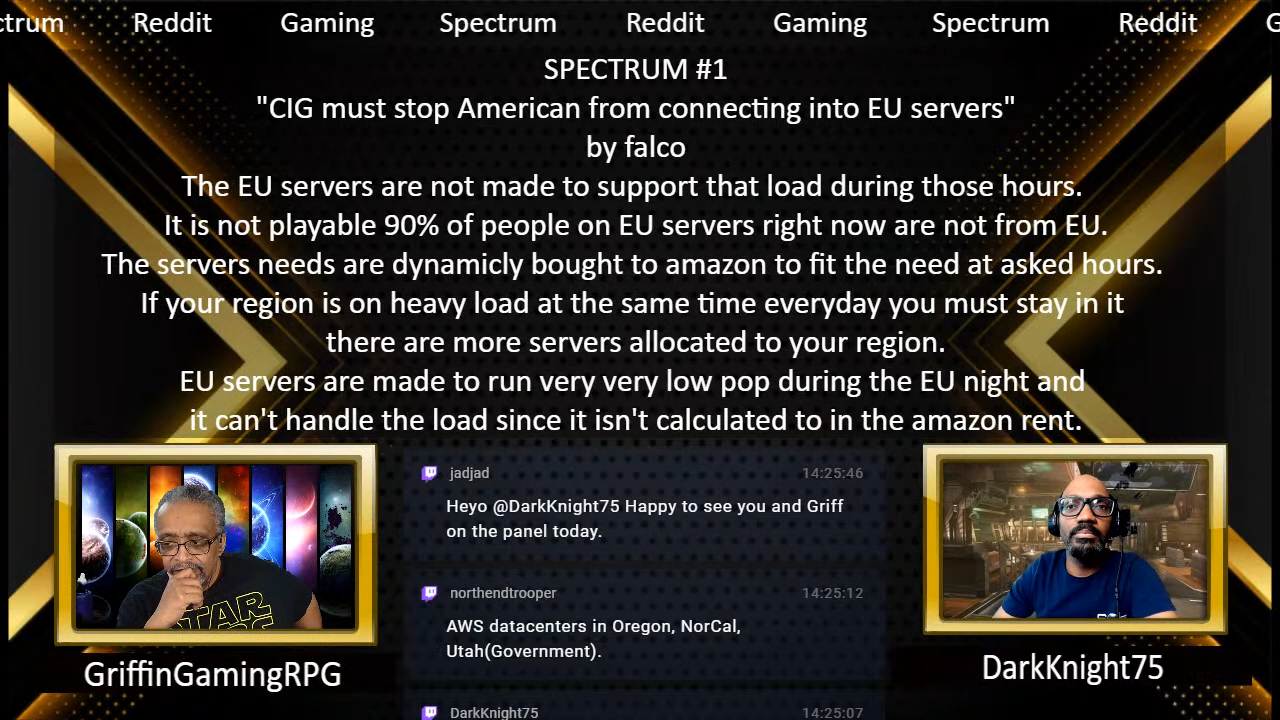 ctrum Reddit Gaming Spectrum Reddit Gaming Spectrum Reddit G
SPECTRUM #1
"CIG must stop American from connecting into EU servers"
by falco
The EU servers are not made to support that load during those hours.
It is not playable 90% of people on EU servers right now are not from EU.
The servers needs are dynamicly bought to amazon to fit the need at asked hours.
If your region is on heavy load at the same time everyday you must stay in it
there are more servers allocated to your region.
EU servers are made to run very very low pop during the EU night and
it can't handle the load since it isn't calculated to in the amazon rent.
jadjad 14:25:46
Heyo @DarkKnight75 Happy to see you and Griff
on the panel today.
northendtrooper 14:25:12
AWS datacenters in Oregon, NorCal,
Utah(Government).
DarkKnight75 14:25:07
STAR
GriffinGamingRPG
DarkKnight75